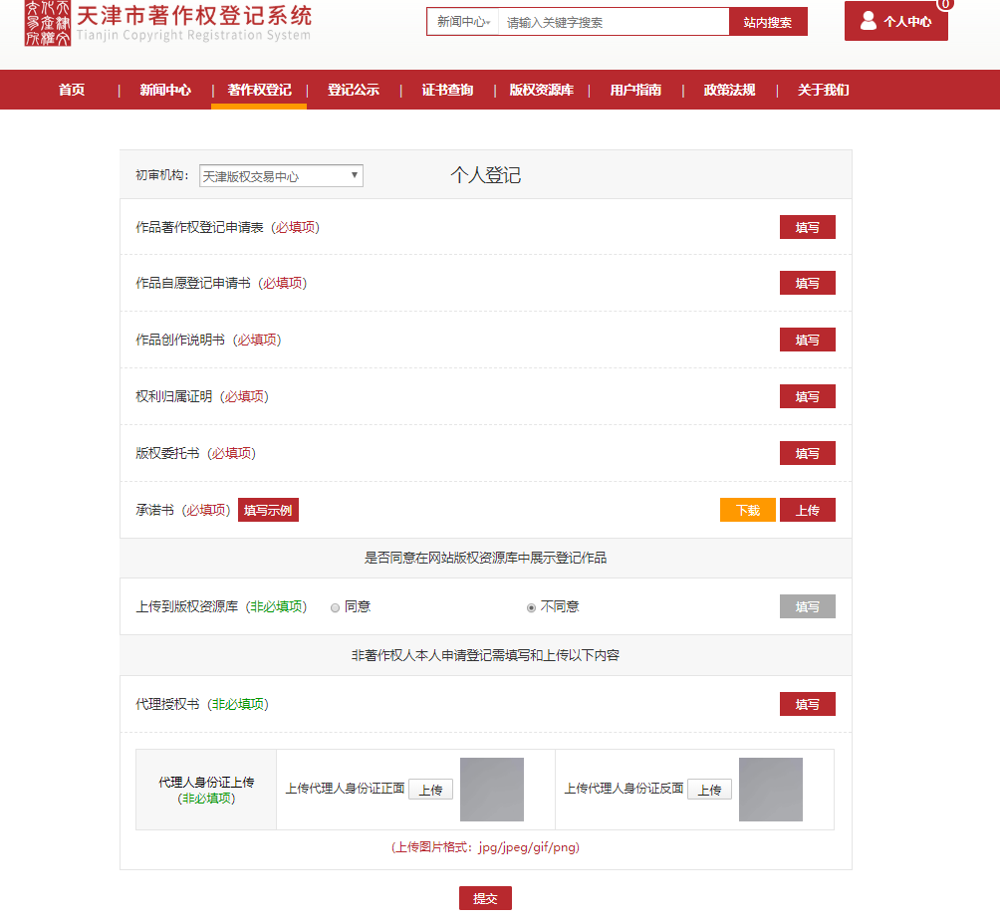 天津市著作权登记系统
Tianjin Copyright Registration System
新闻中心 请输入关键字搜索 站内搜索
个人中心 0
首页 | 新闻中心 | 著作权登记 | 登记公示 | 证书查询 | 版权资源库 | 用户指南 | 政策法规 | 关于我们
初审机构: 天津版权交易中心 个人登记
作品著作权登记申请表（必填项） 填写
作品自愿登记申请书（必填项） 填写
作品创作说明书（必填项） 填写
权利归属证明（必填项） 填写
版权委托书（必填项） 填写
承诺书（必填项） 填写示例 下载 上传
是否同意在网站版权资源库中展示登记作品
上传到版权资源库（非必填项） 同意 不同意 填写
非著作权人本人申请登记需填写和上传以下内容
代理授权书（非必填项） 填写
代理人身份证上传
（非必填项）
上传代理人身份证正面 上传
上传代理人身份证反面 上传
(上传图片格式：jpg/jpeg/gif/png)
提交